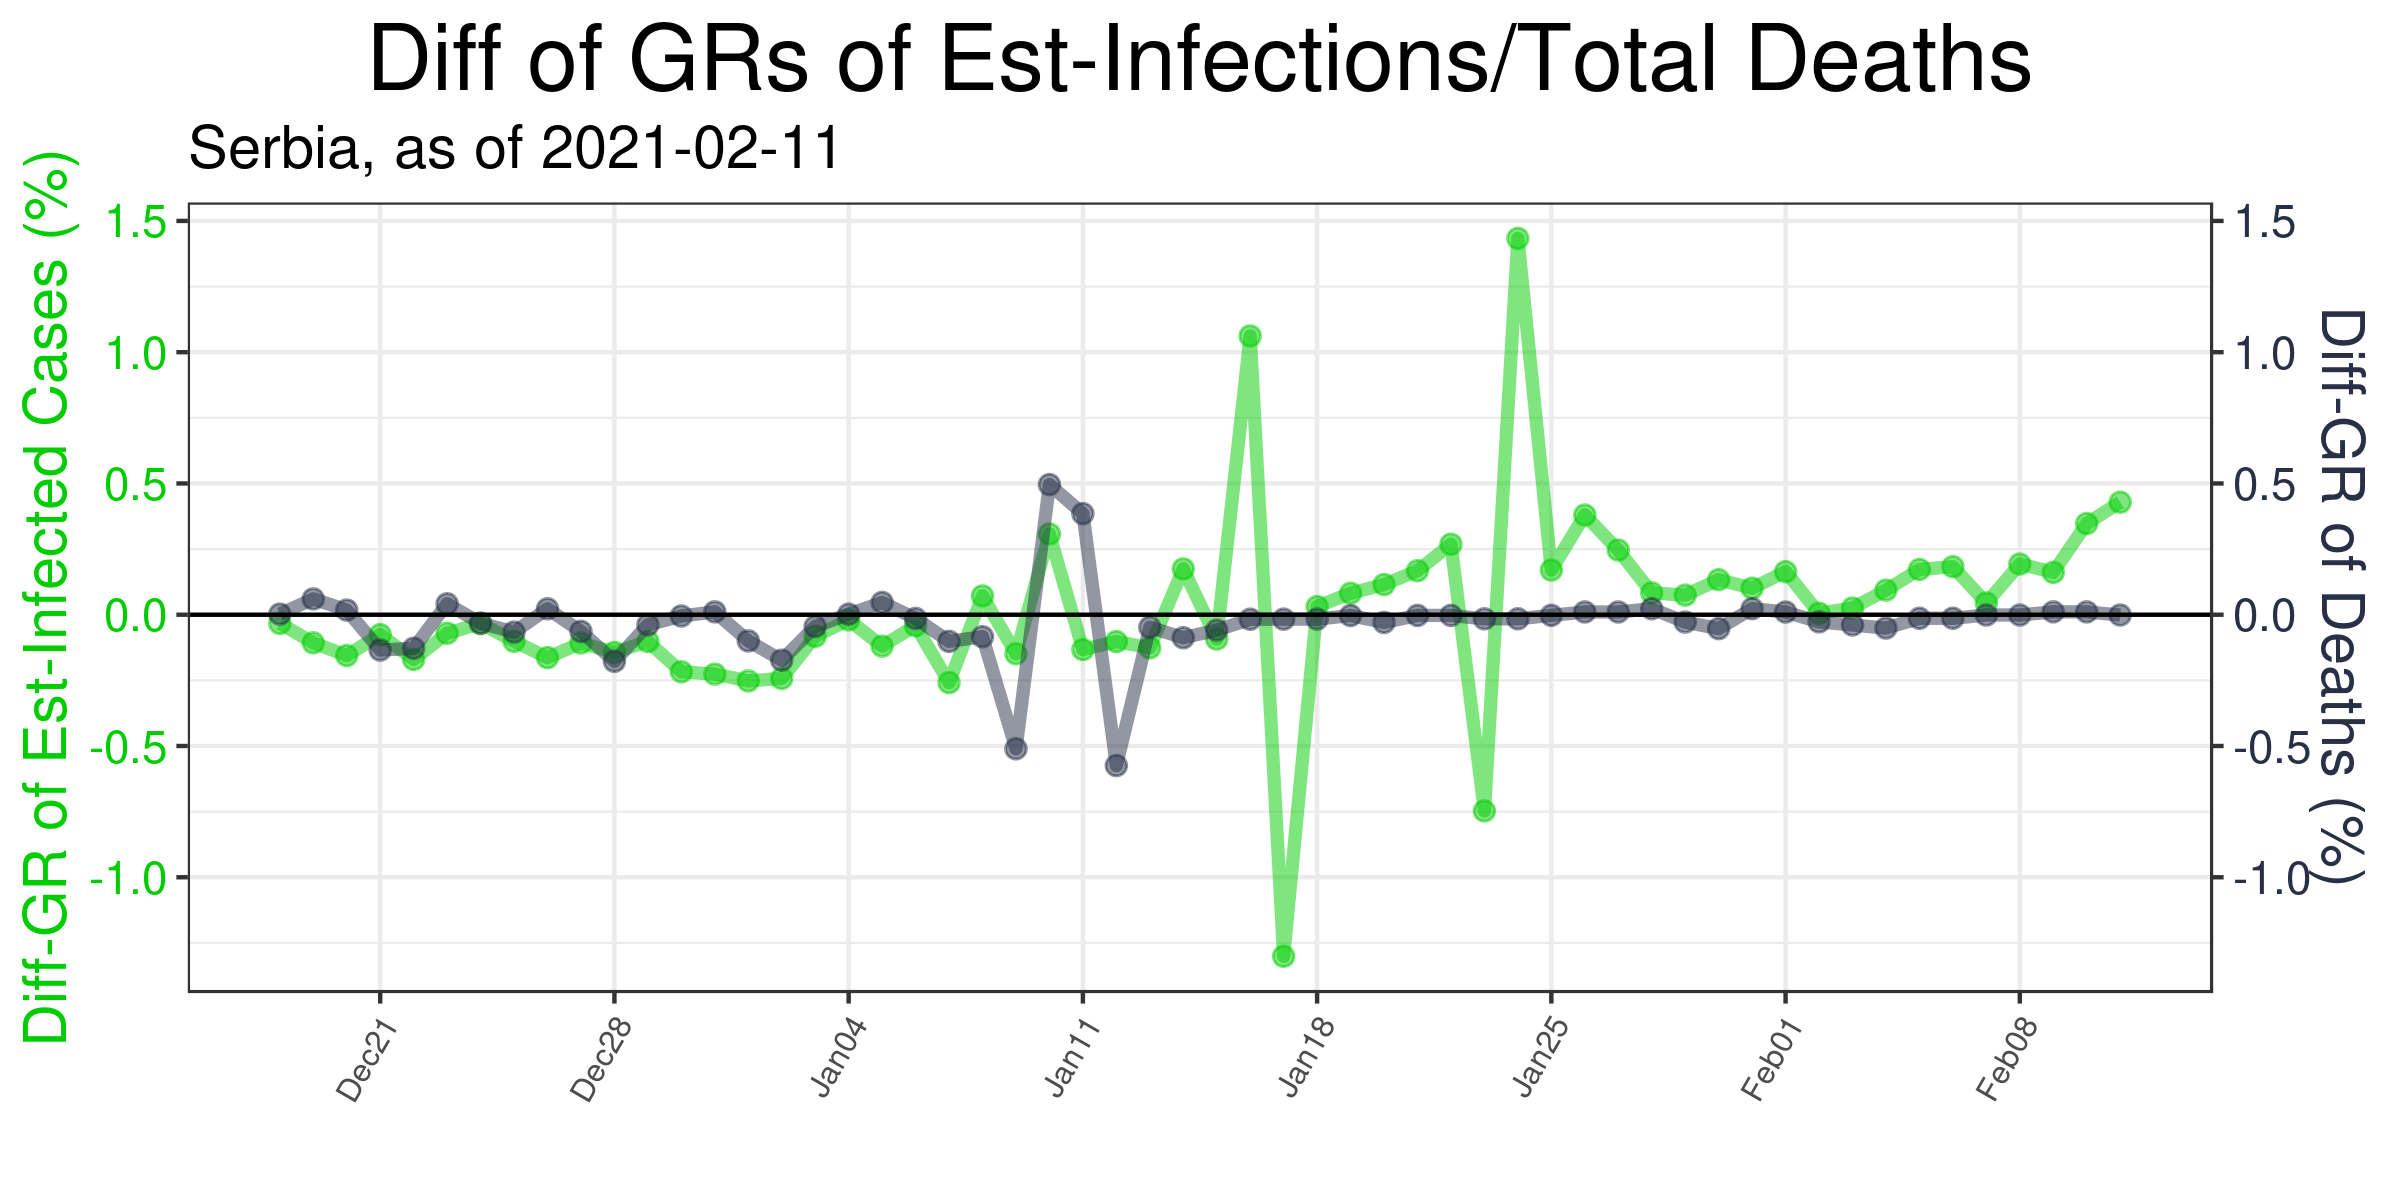 Diff of GRs of Est-Infections/Total Deaths
Serbia, as of 2021-02-11
Diff-GR of Est-Infected Cases (%)
1.5
1.0
0.5
0.0
-0.5
-1.0
1.5
1.0
0.5
0.0
-0.5
-1.0
Diff-GR of Deaths (%)
Dec21
Dec28
Jan04
Jan11
Jan18
Jan25
Feb01
Feb08